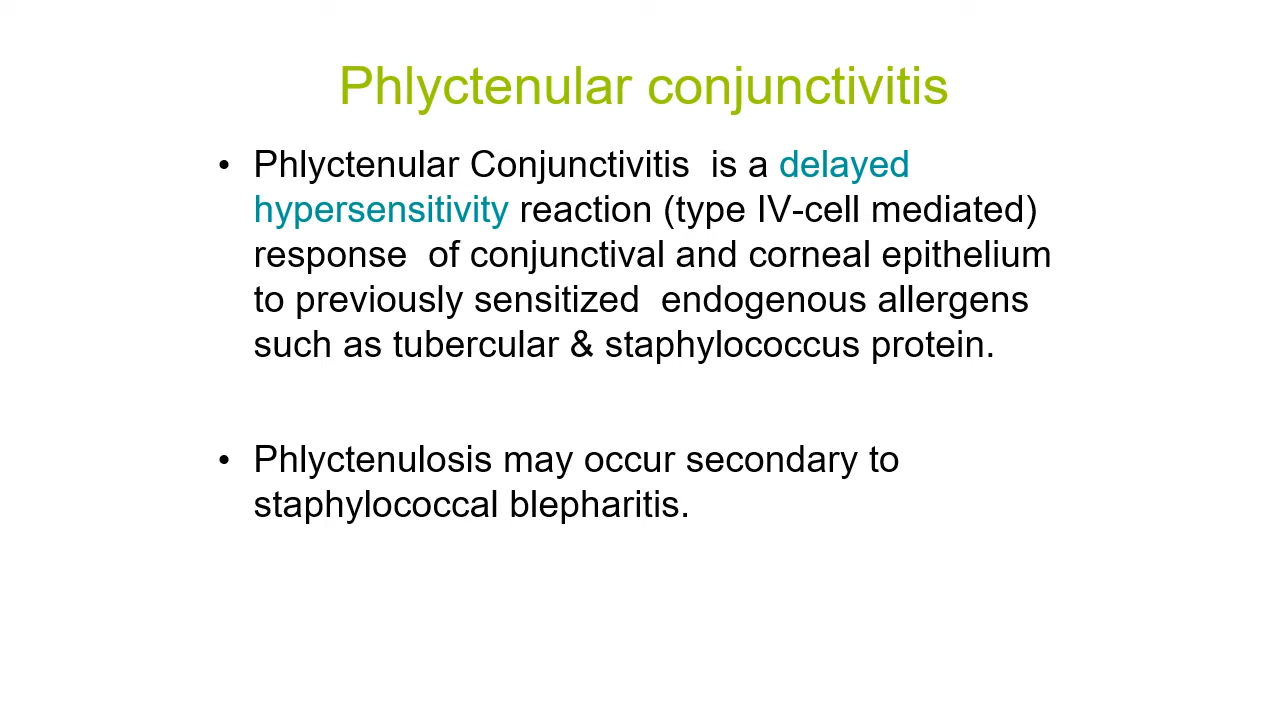 Phlyctenular conjunctivitis
• Phlyctenular Conjunctivitis  is a delayed
hypersensitivity reaction (type IV-cell mediated)
response  of conjunctival and corneal epithelium
to previously sensitized  endogenous allergens
such as tubercular & staphylococcus protein.
• Phlyctenulosis may occur secondary to
staphylococcal blepharitis.